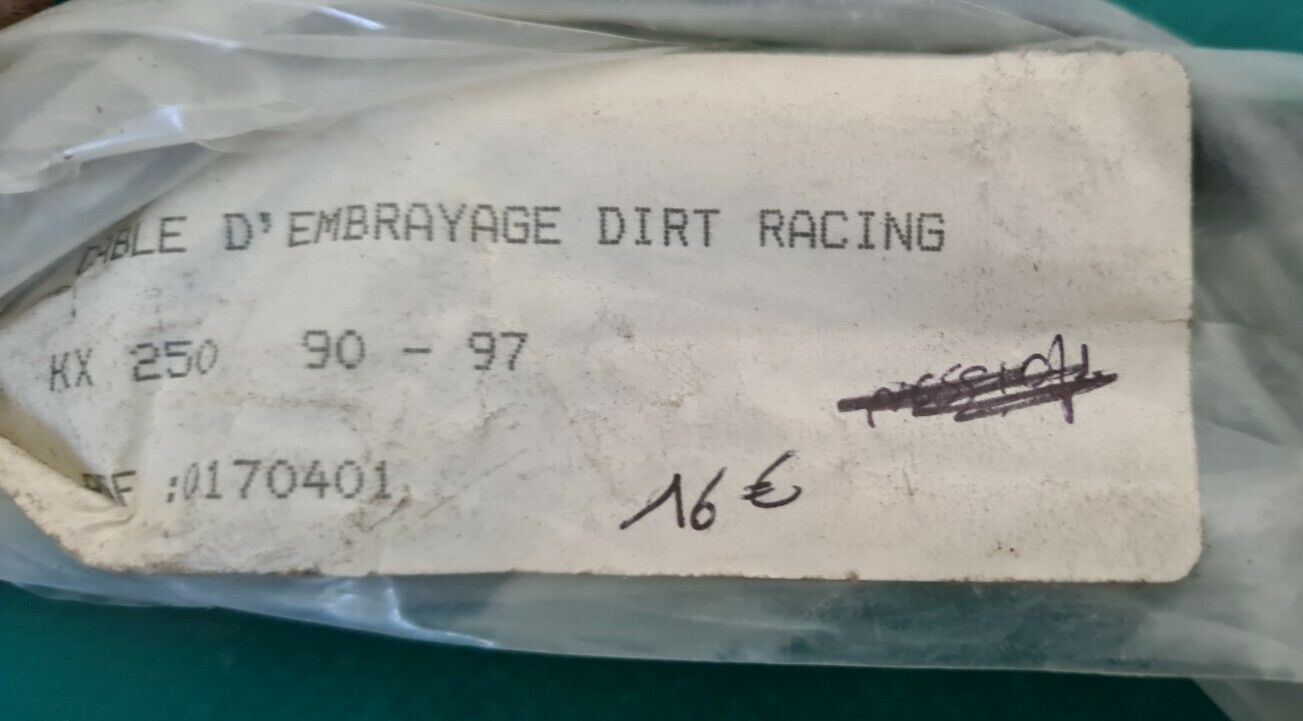 CABLE D'EMBRAYAGE DIRT RACING
KX 250 90 - 97
REF :0170401
16 €